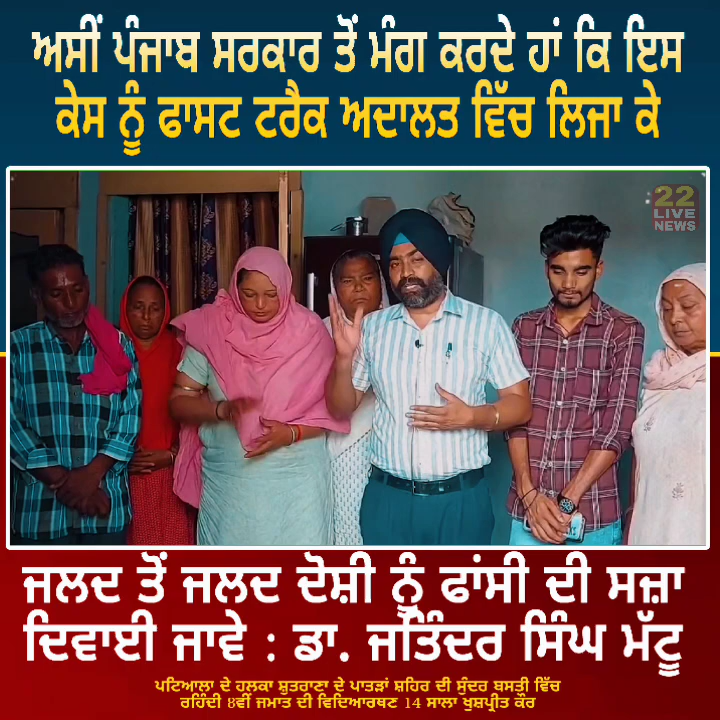 ਅਸੀਂ ਪੰਜਾਬ ਸਰਕਾਰ ਤੋਂ ਮੰਗ ਕਰਦੇ ਹਾਂ ਕਿ ਇਸ
ਕੇਸ ਨੂੰ ਫਾਸਟ ਟਰੈਕ ਅਦਾਲਤ ਵਿੱਚ ਲਿਜਾ ਕੇ
22
LIVE
NEWS
ਜਲਦ ਤੋਂ ਜਲਦ ਦੋਸ਼ੀ ਨੂੰ ਫਾਂਸੀ ਦੀ ਸਜ਼ਾ
ਦਿਵਾਈ ਜਾਵੇ : ਡਾ. ਜਤਿੰਦਰ ਸਿੰਘ ਮੱਟੂ
ਪਟਿਆਲਾ ਦੇ ਹਲਕਾ ਸ਼ੁਤਰਾਣਾ ਦੇ ਪਾਤੜਾਂ ਸ਼ਹਿਰ ਦੀ ਸੁੰਦਰ ਬਸਤੀ ਵਿੱਚ
ਰਹਿੰਦੀ 8ਵੀਂ ਜਮਾਤ ਦੀ ਵਿਦਿਆਰਥਣ 14 ਸਾਲਾ ਖੁਸ਼ਪ੍ਰੀਤ ਕੌਰ